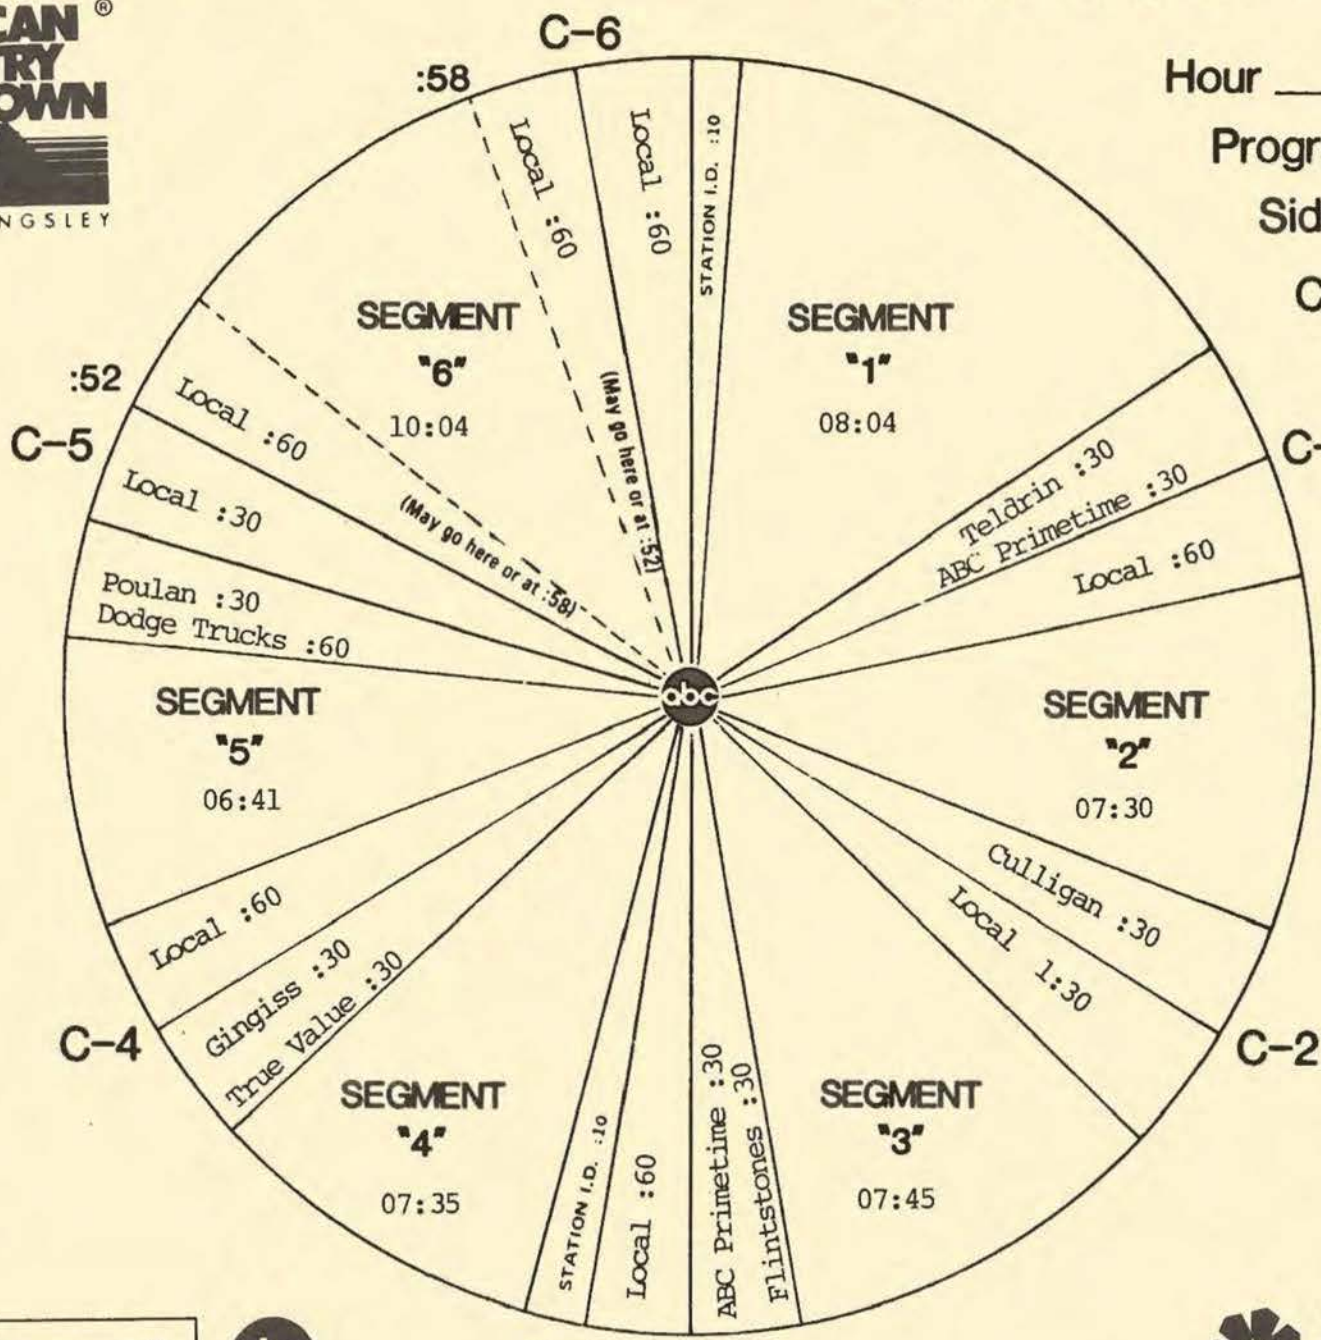 CAN ®
TRY
OWN
NGSLEY
Hour
Progr
Sid
C
C-6
:58
Local :60
Local :60
STATION I.D. :10
(May go here or at :52)
SEGMENT
"1"
08:04
C-
Teldrin :30
ABC Primetime :30
Local :60
SEGMENT
"2"
07:30
Culligan :30
Local 1:30
C-2
SEGMENT
"3"
07:45
ABC Primetime :30
Flintstones :30
Local :60
STATION I.D. :10
SEGMENT
"4"
07:35
C-4
True Value :30
Gingiss :30
Local :60
SEGMENT
"5"
06:41
Poulan :30
Dodge Trucks :60
Local :30
C-5
:52
Local :60
(May go here or at :58)
SEGMENT
"6"
10:04
abc